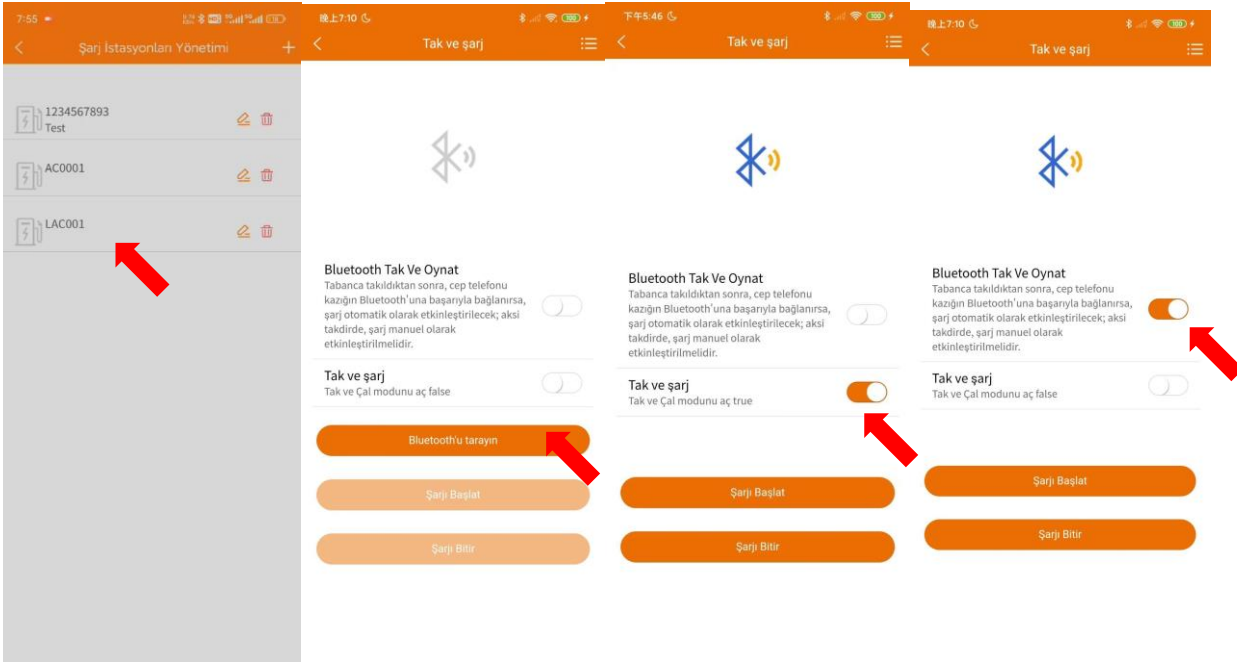 7:55
Şarj İstasyonları Yönetimi
1234567893
Test
AC0001
LAC001
晚上7:10
100
Tak ve şarj
Bluetooth Tak Ve Oynat
Tabanca takıldıktan sonra, cep telefonu
kazığın Bluetooth'una başarıyla bağlanırsa,
şarj otomatik olarak etkinleştirilecek; aksi
takdirde, şarj manuel olarak
etkinleştirilmelidir.
Tak ve şarj
Tak ve Çal modunu aç false
Bluetooth'u tarayın
Şarjı Başlat
Şarjı Bitir
下午5:46
100
Tak ve şarj
Bluetooth Tak Ve Oynat
Tabanca takıldıktan sonra, cep telefonu
kazığın Bluetooth'una başarıyla bağlanırsa,
şarj otomatik olarak etkinleştirilecek; aksi
takdirde, şarj manuel olarak
etkinleştirilmelidir.
Tak ve şarj
Tak ve Çal modunu aç true
Şarjı Başlat
Şarjı Bitir
晚上7:10
100
Tak ve şarj
Bluetooth Tak Ve Oynat
Tabanca takıldıktan sonra, cep telefonu
kazığın Bluetooth'una başarıyla bağlanırsa,
şarj otomatik olarak etkinleştirilecek; aksi
takdirde, şarj manuel olarak
etkinleştirilmelidir.
Tak ve şarj
Tak ve Çal modunu aç false
Şarjı Başlat
Şarjı Bitir